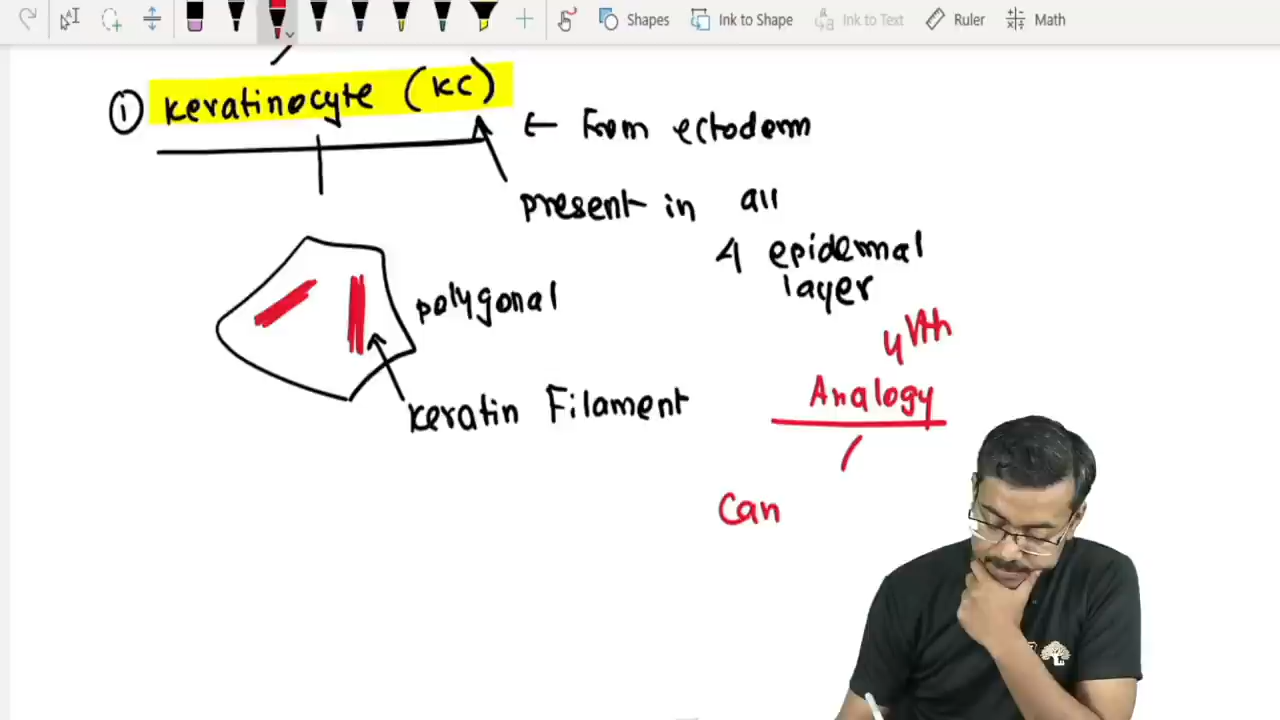 Shapes
Ink to Shape
Ink to Text
Ruler
Math
① keratinocyte (KC)
← From ectoderm
present in all
4 epidermal
layer
polygonal
keratin Filament
Analogy
Can